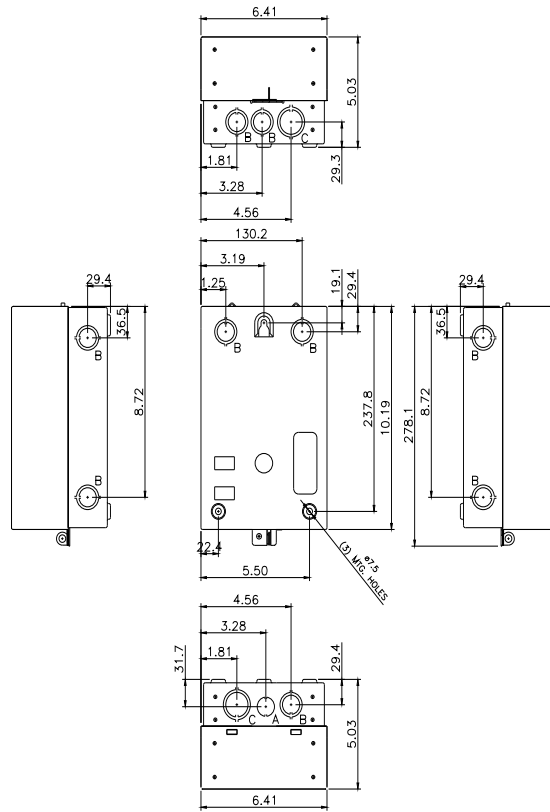 6.41
5.03
B
B
C
29.3
1.81
3.28
4.56
130.2
3.19
1.25
19.1
29.4
B
B
237.8
10.19
22.4
5.50
ø7.5
(3) MTG. HOLES
29.4
36.5
B
8.72
B
29.4
36.5
B
278.1
8.72
B
4.56
3.28
1.81
31.7
29.4
C
A
B
5.03
6.41